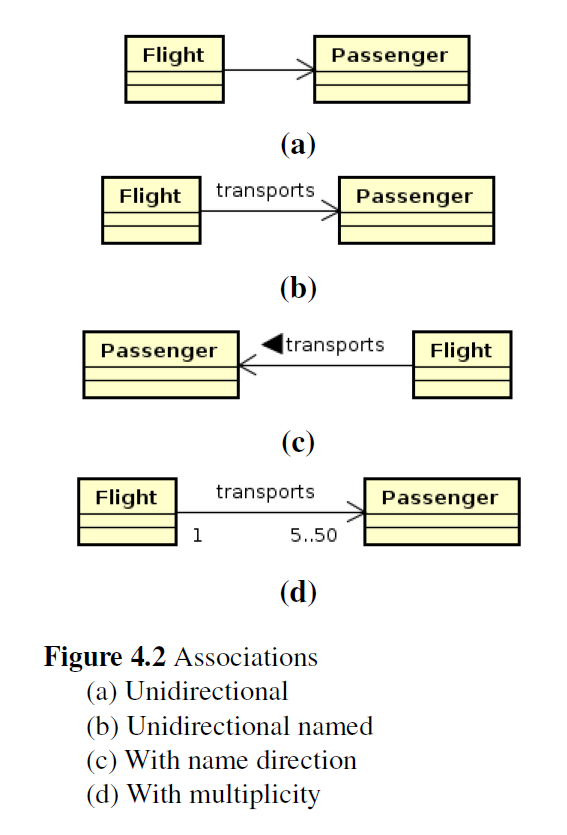 Flight Passenger
(a)
Flight transports Passenger
(b)
Passenger transports Flight
(c)
Flight transports Passenger
1 5..50
(d)
Figure 4.2 Associations
(a) Unidirectional
(b) Unidirectional named
(c) With name direction
(d) With multiplicity